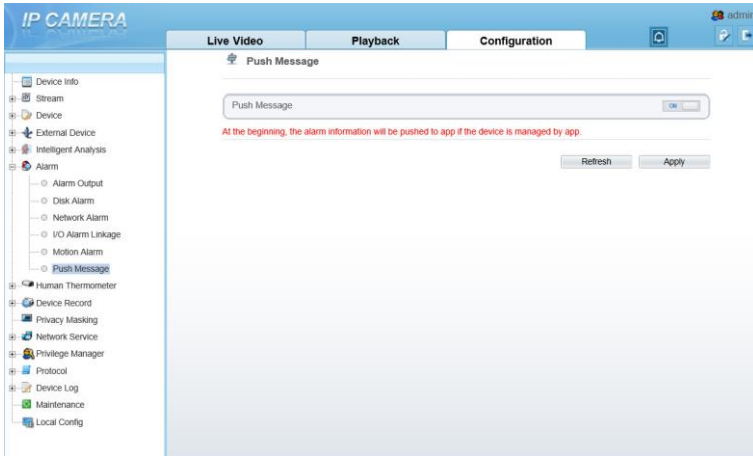 IP CAMERA
admin
Live Video
Playback
Configuration
Push Message
Device Info
Stream
Device
External Device
Intelligent Analysis
Alarm
Alarm Output
Disk Alarm
Network Alarm
I/O Alarm Linkage
Motion Alarm
Push Message
Human Thermometer
Device Record
Privacy Masking
Network Service
Privilege Manager
Protocol
Device Log
Maintenance
Local Config
Push Message
ON
At the beginning, the alarm information will be pushed to app if the device is managed by app.
Refresh
Apply